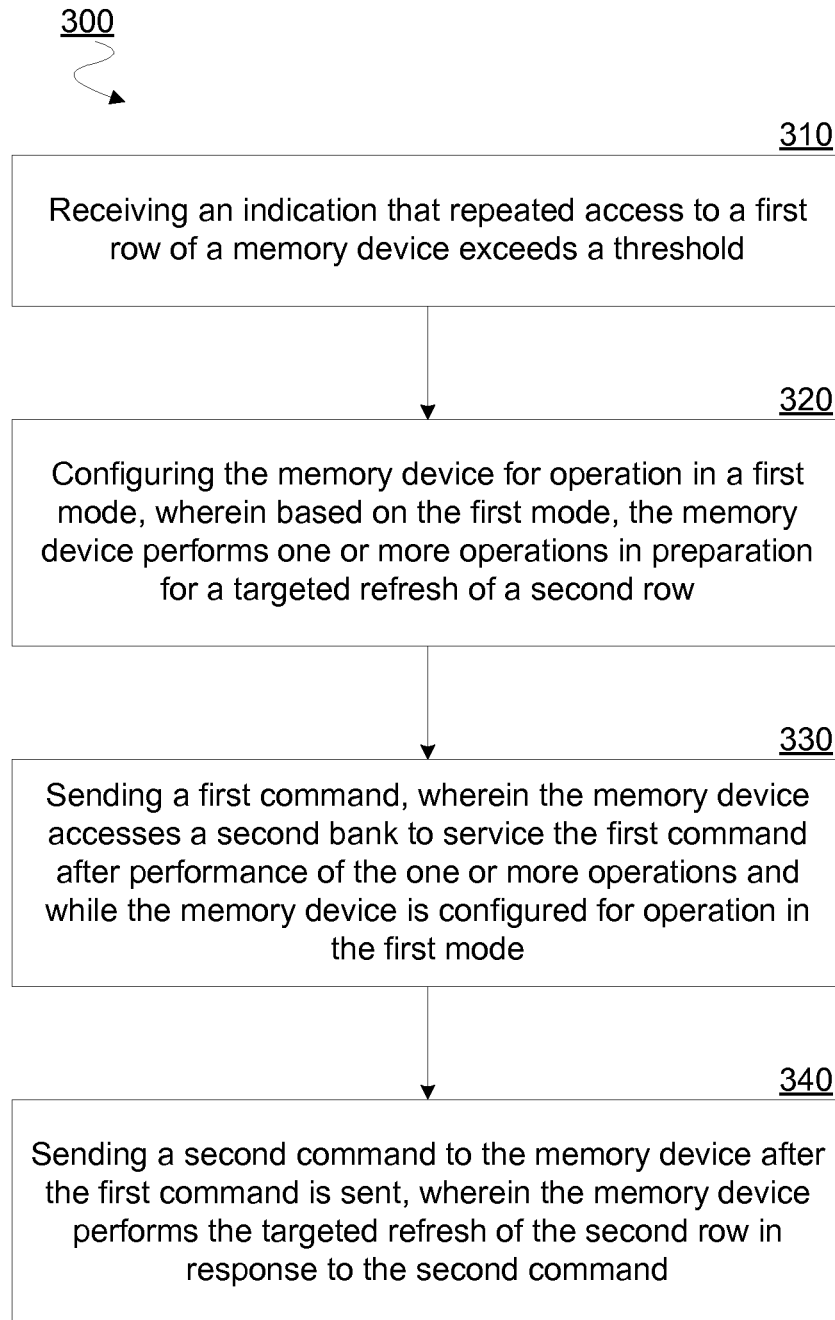 300
310
Receiving an indication that repeated access to a first
row of a memory device exceeds a threshold
320
Configuring the memory device for operation in a first
mode, wherein based on the first mode, the memory
device performs one or more operations in preparation
for a targeted refresh of a second row
330
Sending a first command, wherein the memory device
accesses a second bank to service the first command
after performance of the one or more operations and
while the memory device is configured for operation in
the first mode
340
Sending a second command to the memory device after
the first command is sent, wherein the memory device
performs the targeted refresh of the second row in
response to the second command